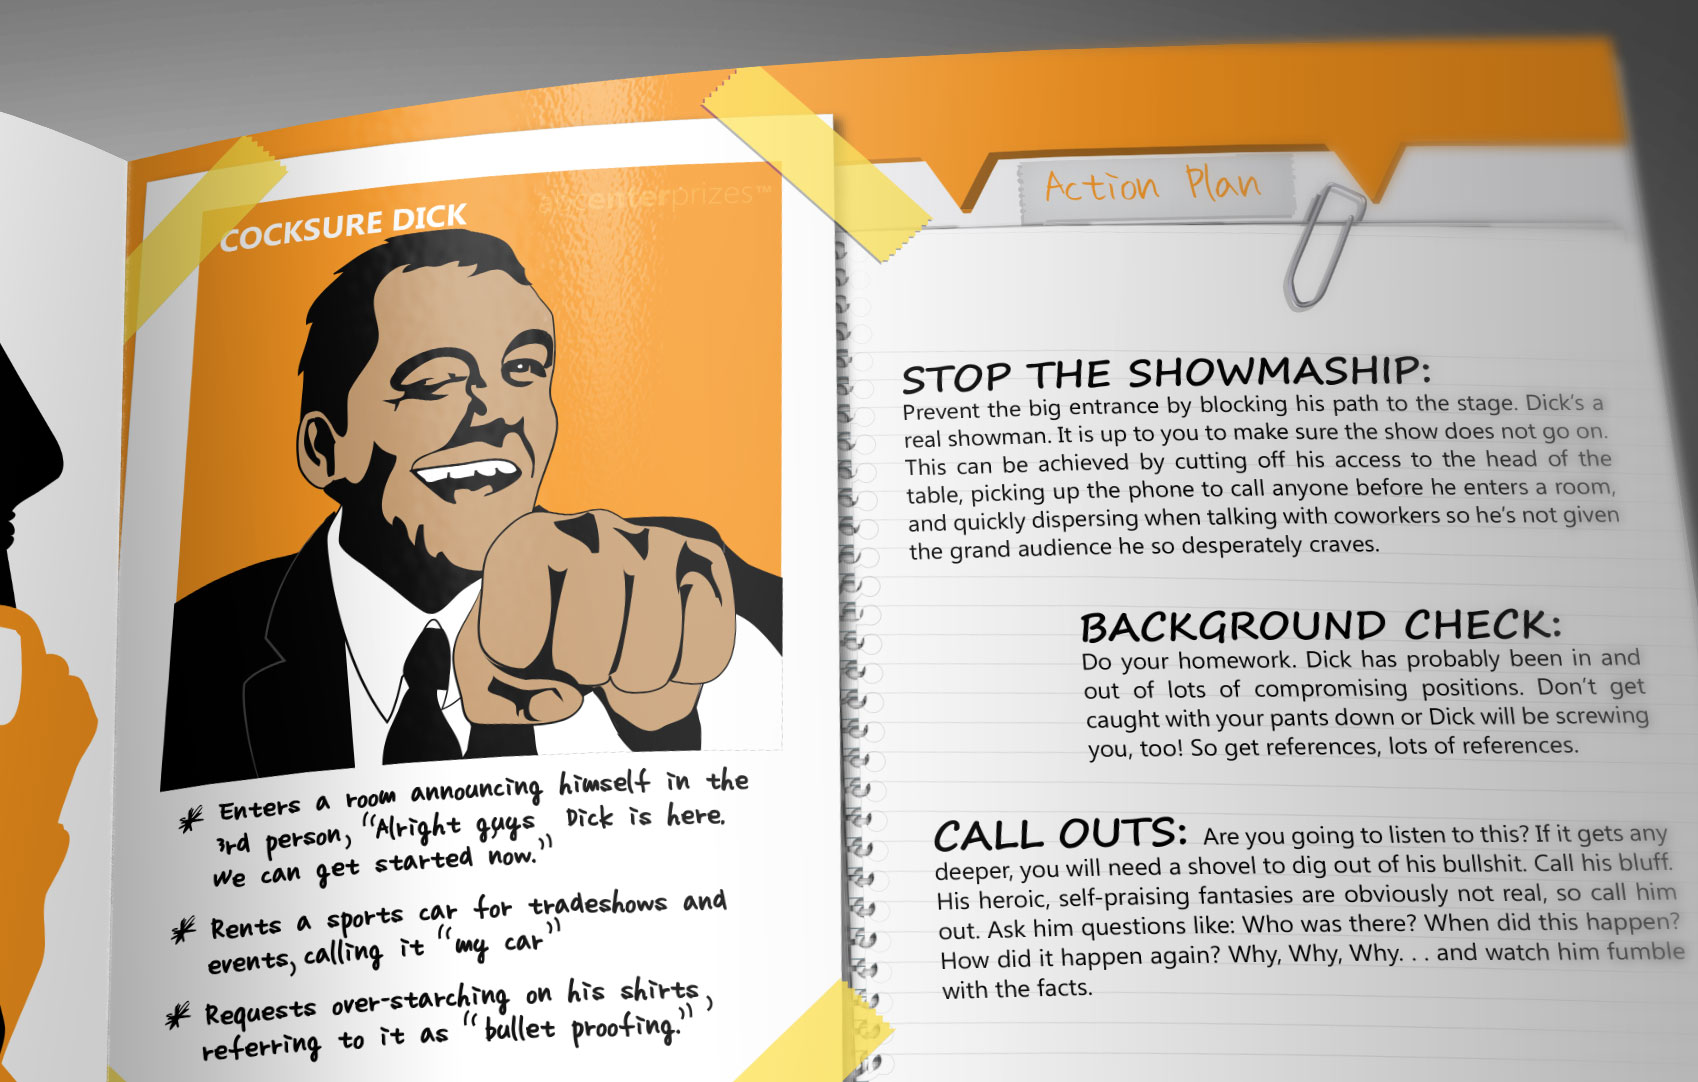 COCKSURE DICK
enterprizes™
* Enters a room announcing himself in the
3rd person, "Alright guys Dick is here.
We can get started now."
* Rents a sports car for tradeshows and
events, calling it "my car"
* Requests over-starching on his shirts,
referring to it as "bullet proofing."
Action Plan
STOP THE SHOWMASHIP:
Prevent the big entrance by blocking his path to the stage. Dick's a
real showman. It is up to you to make sure the show does not go on.
This can be achieved by cutting off his access to the head of the
table, picking up the phone to call anyone before he enters a room,
and quickly dispersing when talking with coworkers so he's not given
the grand audience he so desperately craves.
BACKGROUND CHECK:
Do your homework. Dick has probably been in and
out of lots of compromising positions. Don't get
caught with your pants down or Dick will be screwing
you, too! So get references, lots of references.
CALL OUTS: Are you going to listen to this? If it gets any
deeper, you will need a shovel to dig out of his bullshit. Call his bluff.
His heroic, self-praising fantasies are obviously not real, so call him
out. Ask him questions like: Who was there? When did this happen?
How did it happen again? Why, Why, Why. . . and watch him fumble
with the facts.